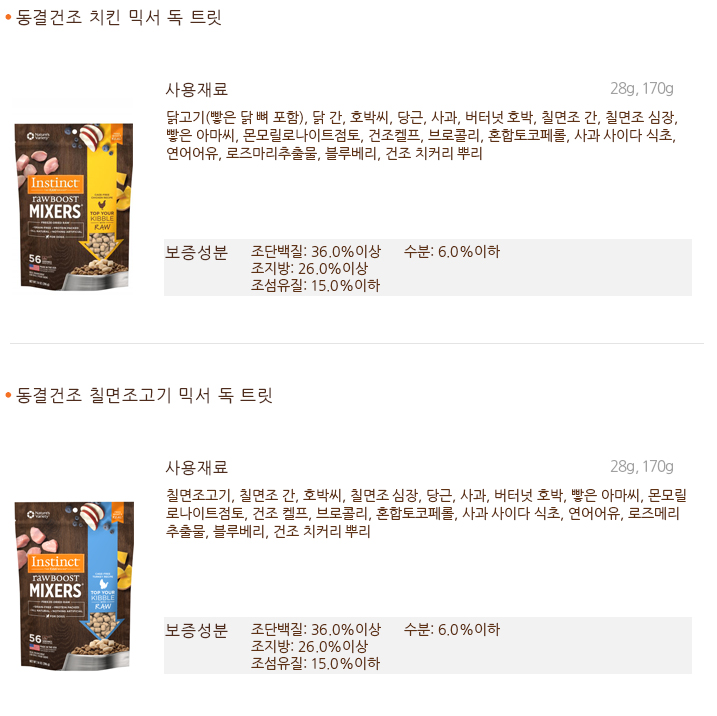 동결건조 치킨 믹서 독 트릿
사용재료
28g, 170g
닭고기(빻은 닭 뼈 포함), 닭 간, 호박씨, 당근, 사과, 버터넛 호박, 칠면조 간, 칠면조 심장,
빻은 아마씨, 몬모릴로나이트점토, 건조켈프, 브로콜리, 혼합토코페롤, 사과 사이다 식초,
연어어유, 로즈마리추출물, 블루베리, 건조 치커리 뿌리
Nature's
Variety
Instinct
RAW BOOST
MIXERS
TOP YOUR
KIBBLE
RAW
56
보증성분
조단백질: 36.0%이상 수분: 6.0%이하
조지방: 26.0%이상
조섬유질: 15.0%이하
동결건조 칠면조고기 믹서 독 트릿
사용재료
28g, 170g
칠면조고기, 칠면조 간, 호박씨, 칠면조 심장, 당근, 사과, 버터넛 호박, 빻은 아마씨, 몬모릴
로나이트점토, 건조 켈프, 브로콜리, 혼합토코페롤, 사과 사이다 식초, 연어어유, 로즈메리
추출물, 블루베리, 건조 치커리 뿌리
Nature's
Variety
Instinct
RAW BOOST
MIXERS
TOP YOUR
KIBBLE
RAW
56
보증성분
조단백질: 36.0%이상 수분: 6.0%이하
조지방: 26.0%이상
조섬유질: 15.0%이하